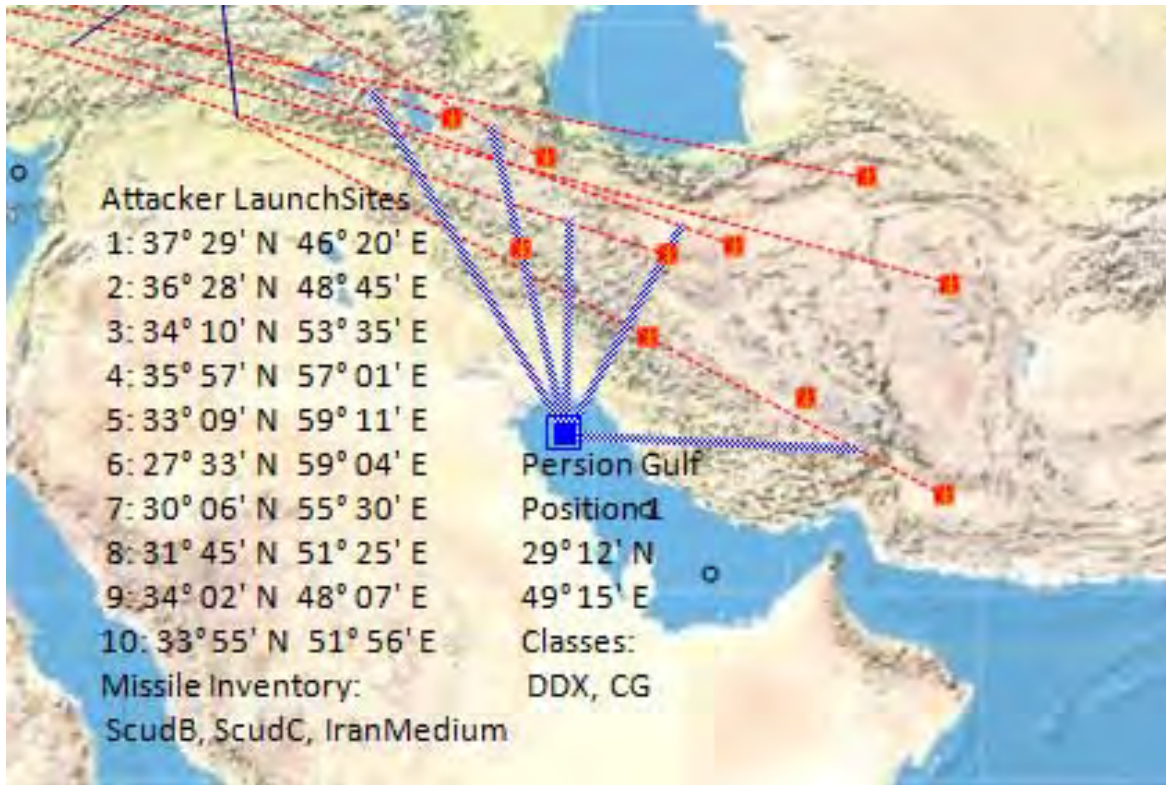 Attacker LaunchSites
1: 37° 29' N 46° 20' E
2: 36° 28' N 48° 45' E
3: 34° 10' N 53° 35' E
4: 35° 57' N 57° 01' E
5: 33° 09' N 59° 11' E
6: 27° 33' N 59° 04' E
7: 30° 06' N 55° 30' E
8: 31° 45' N 51° 25' E
9: 34° 02' N 48° 07' E
10: 33° 55' N 51° 56' E
Missile Inventory:
ScudB, ScudC, IranMedium
Persion Gulf
Position 1
29° 12' N
49° 15' E
Classes:
DDX, CG